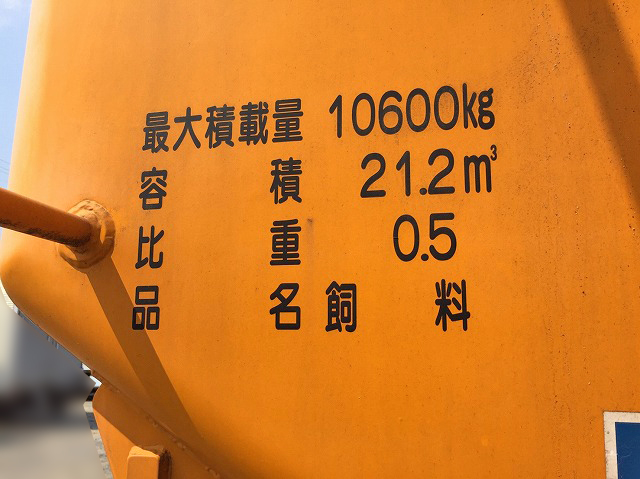 最大積載量 10600kg
容積 21.2m³
比重 0.5
品名 飼料